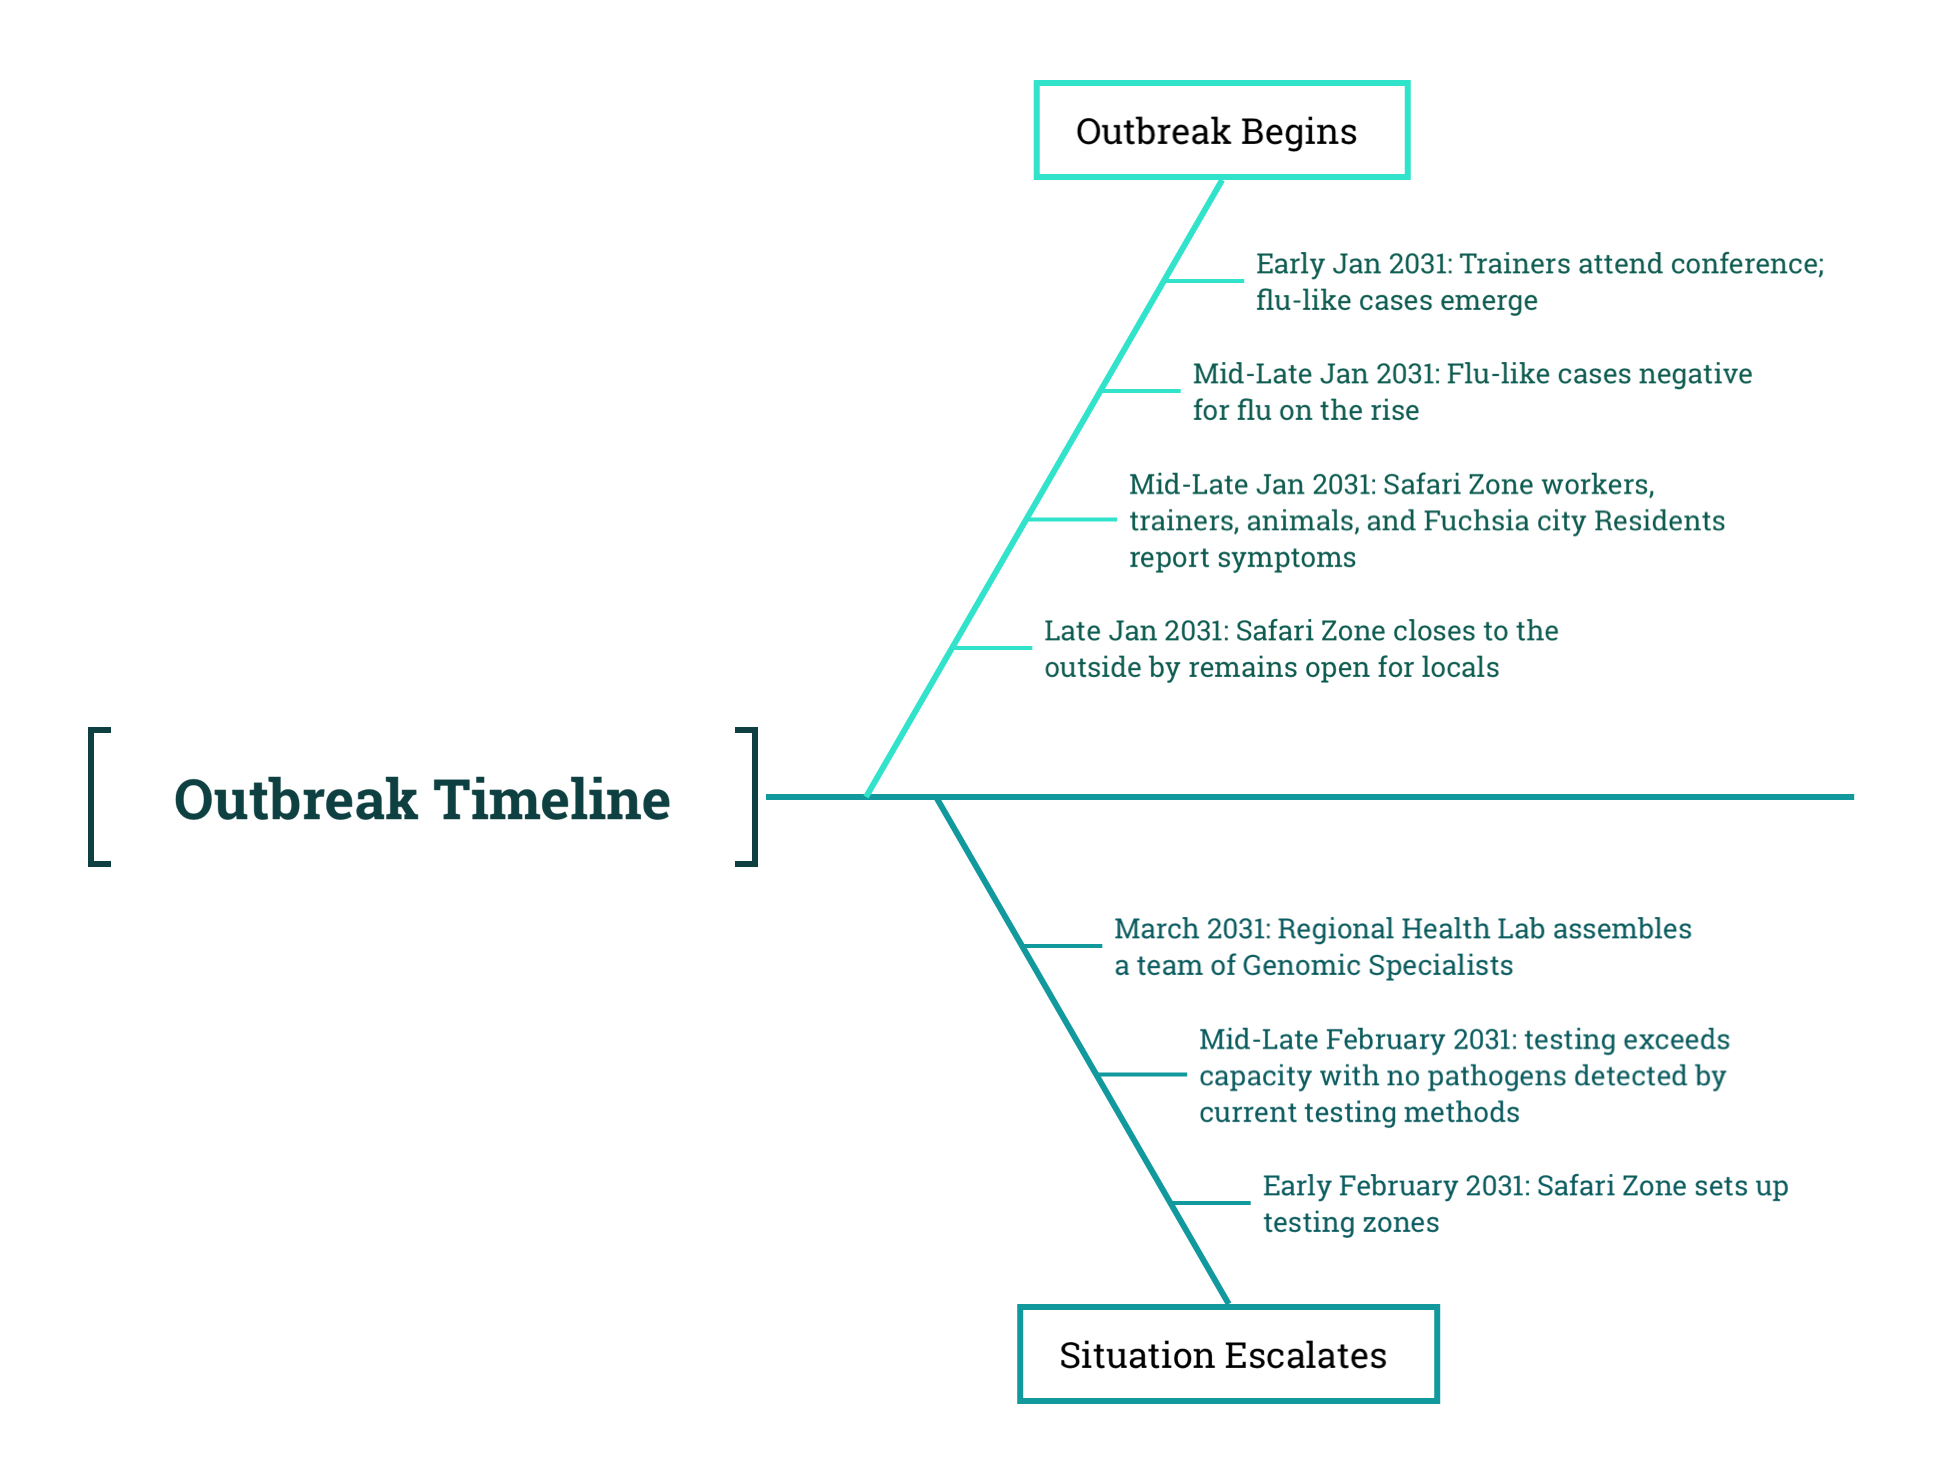 Outbreak Begins
Early Jan 2031: Trainers attend conference;
flu-like cases emerge
Mid-Late Jan 2031: Flu-like cases negative
for flu on the rise
Mid-Late Jan 2031: Safari Zone workers,
trainers, animals, and Fuchsia city Residents
report symptoms
Late Jan 2031: Safari Zone closes to the
outside by remains open for locals
Outbreak Timeline
March 2031: Regional Health Lab assembles
a team of Genomic Specialists
Mid-Late February 2031: testing exceeds
capacity with no pathogens detected by
current testing methods
Early February 2031: Safari Zone sets up
testing zones
Situation Escalates